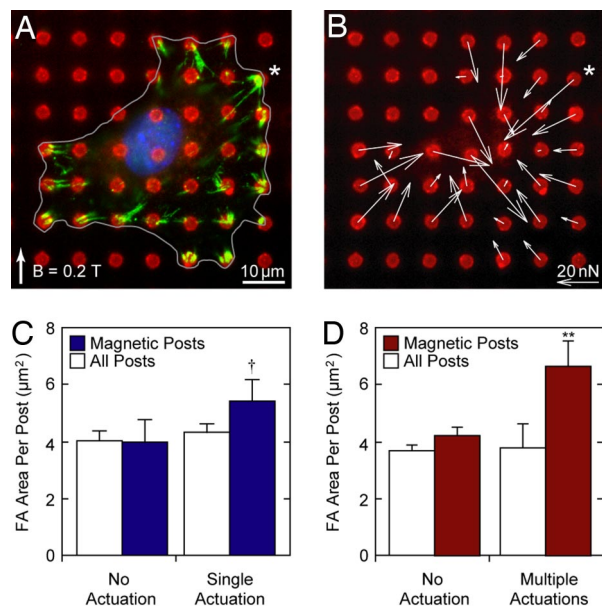 A
*
B = 0.2 T
10 µm
B
*
20 nN
C
FA Area Per Post (µm²)
8
6
4
2
0
Magnetic Posts
All Posts
†
No
Actuation
Single
Actuation
D
FA Area Per Post (µm²)
8
6
4
2
0
Magnetic Posts
All Posts
**
No
Actuation
Multiple
Actuations